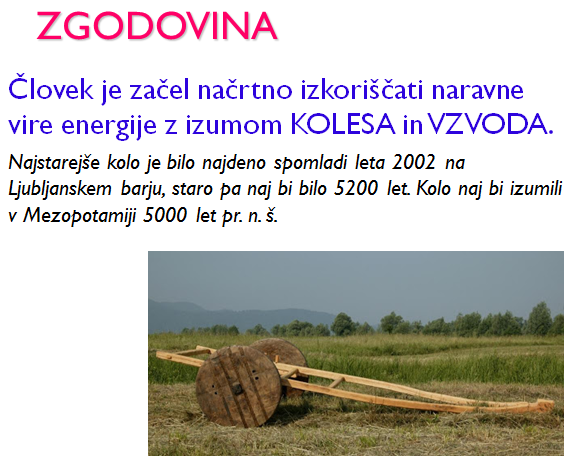 ZGODOVINA
Človek je začel načrtno izkoriščati naravne
vire energije z izumom KOLESA in VZVODA.
Najstarejše kolo je bilo najdeno spomladi leta 2002 na
Ljubljanskem barju, staro pa naj bi bilo 5200 let. Kolo naj bi izumili
v Mezopotamiji 5000 let pr. n. š.